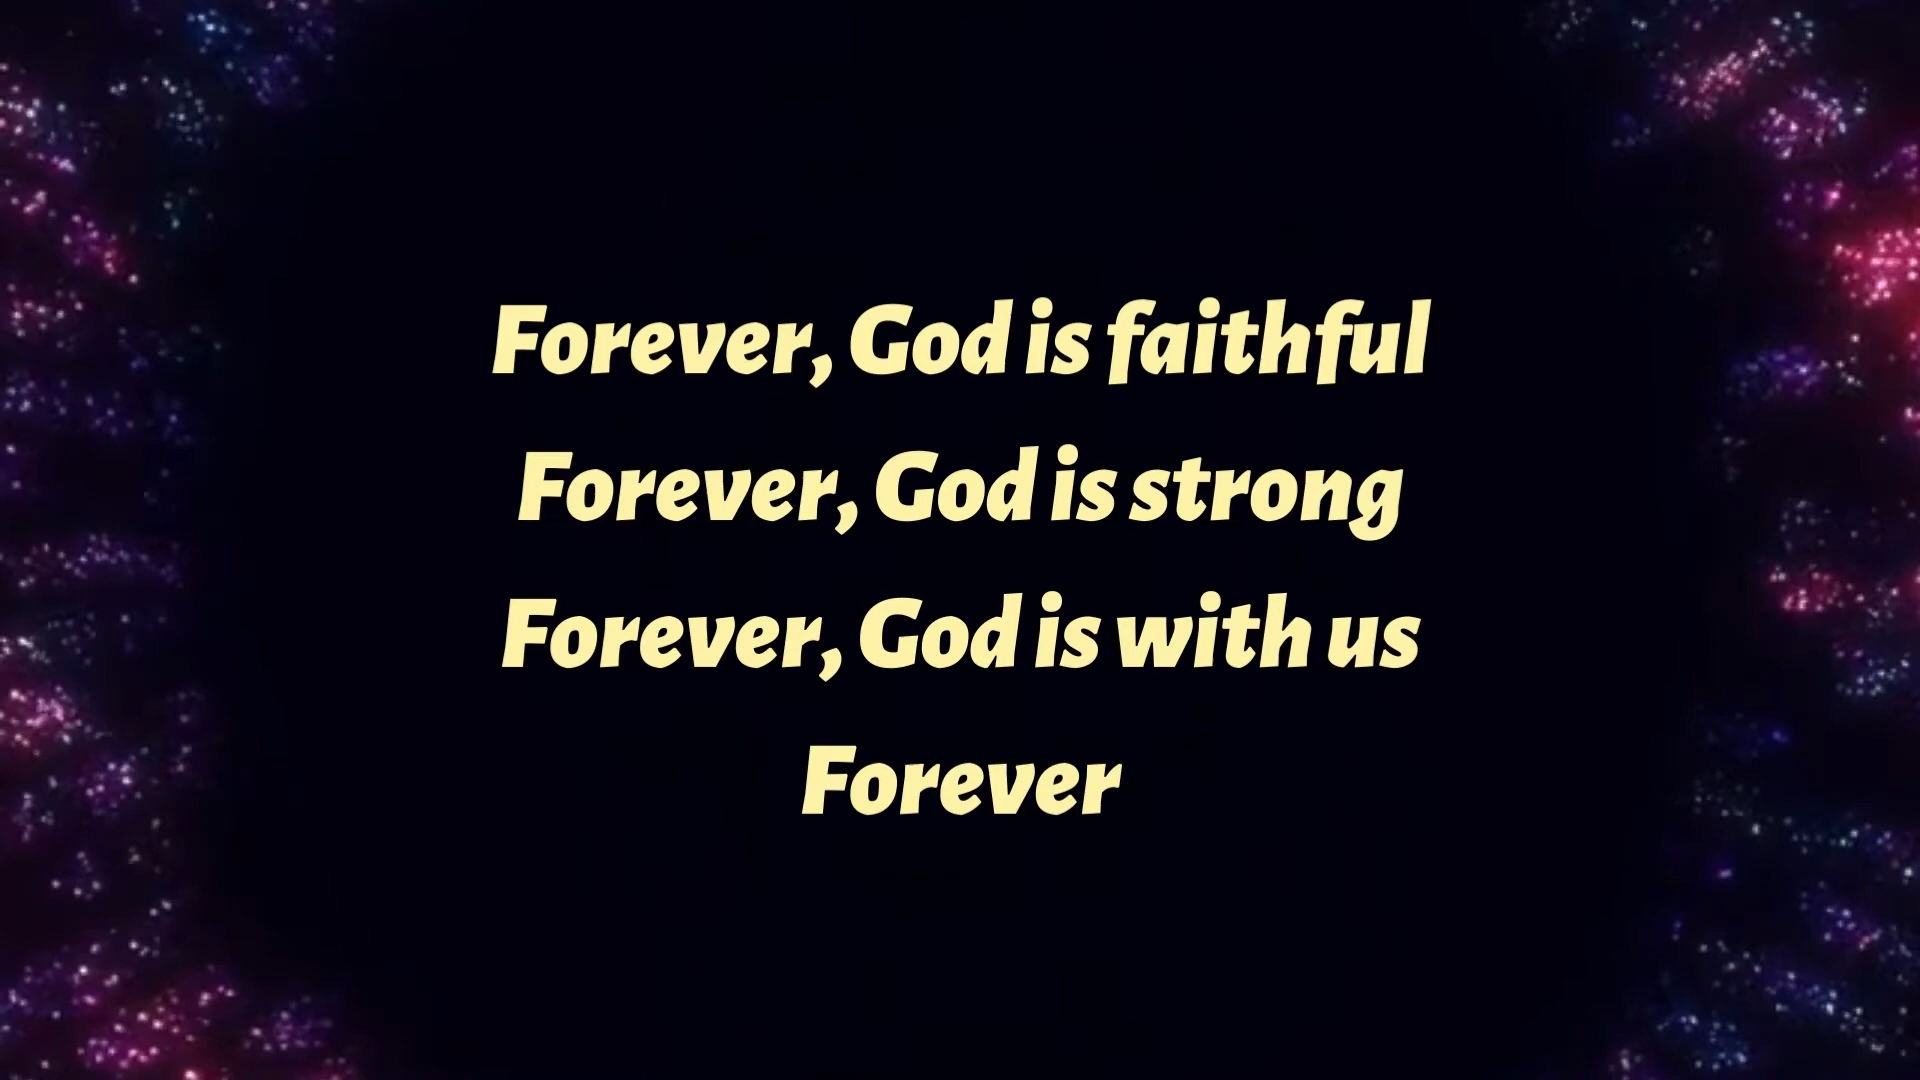 Forever, God is faithful
Forever, God is strong
Forever, God is with us
Forever